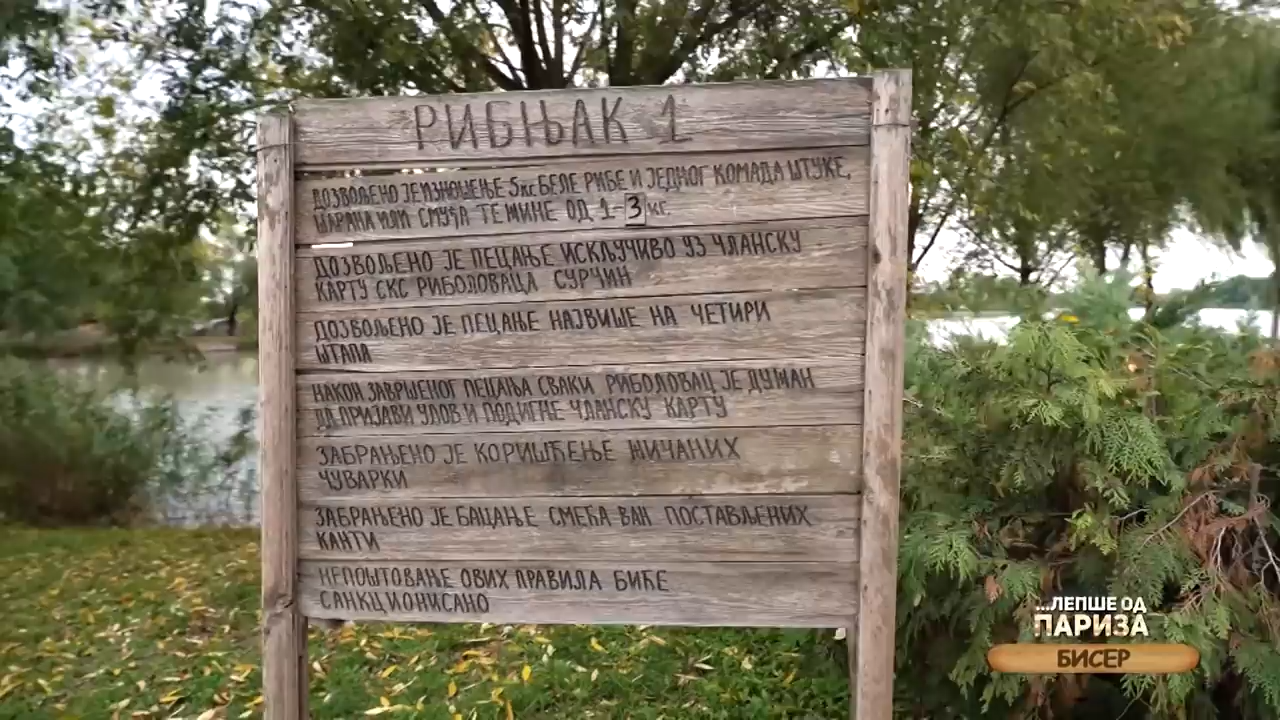 РИБЊАК 1
ДОЗВОЉЕНО ЈЕ ИЗНОШЕЊЕ 5кг БЕЛЕ РИБЕ И ЈЕДНОГ КОМАДА ШТУКЕ,
ШАРАНА ИЛИ СМУЂА ТЕЖИНЕ ОД 1-3кг.
ДОЗВОЉЕНО ЈЕ ПЕЦАЊЕ ИСКЉУЧИВО УЗ ЧЛАНСКУ
КАРТУ СКС РИБОЛОВАЦА СУРЧИН
ДОЗВОЉЕНО ЈЕ ПЕЦАЊЕ НАЈВИШЕ НА ЧЕТИРИ
ШТАПА
НАКОН ЗАВРШЕНОГ ПЕЦАЊА СВАКИ РИБОЛОВАЦ ЈЕ ДУЖАН
ДА ПРИЈАВИ УЛОВ И ПОДИГНЕ ЧЛАНСКУ КАРТУ
ЗАБРАЊЕНО ЈЕ КОРИШЋЕЊЕ ЖИЧАНИХ
ЧУВАРКИ
ЗАБРАЊЕНО ЈЕ БАЦАЊЕ СМЕЋА ВАН ПОСТАВЉЕНИХ
КАНТИ
НЕПОШТОВАЊЕ ОВИХ ПРАВИЛА БИЋЕ
САНКЦИОНИСАНО
...ЛЕПШЕ ОД
ПАРИЗА
БИСЕР